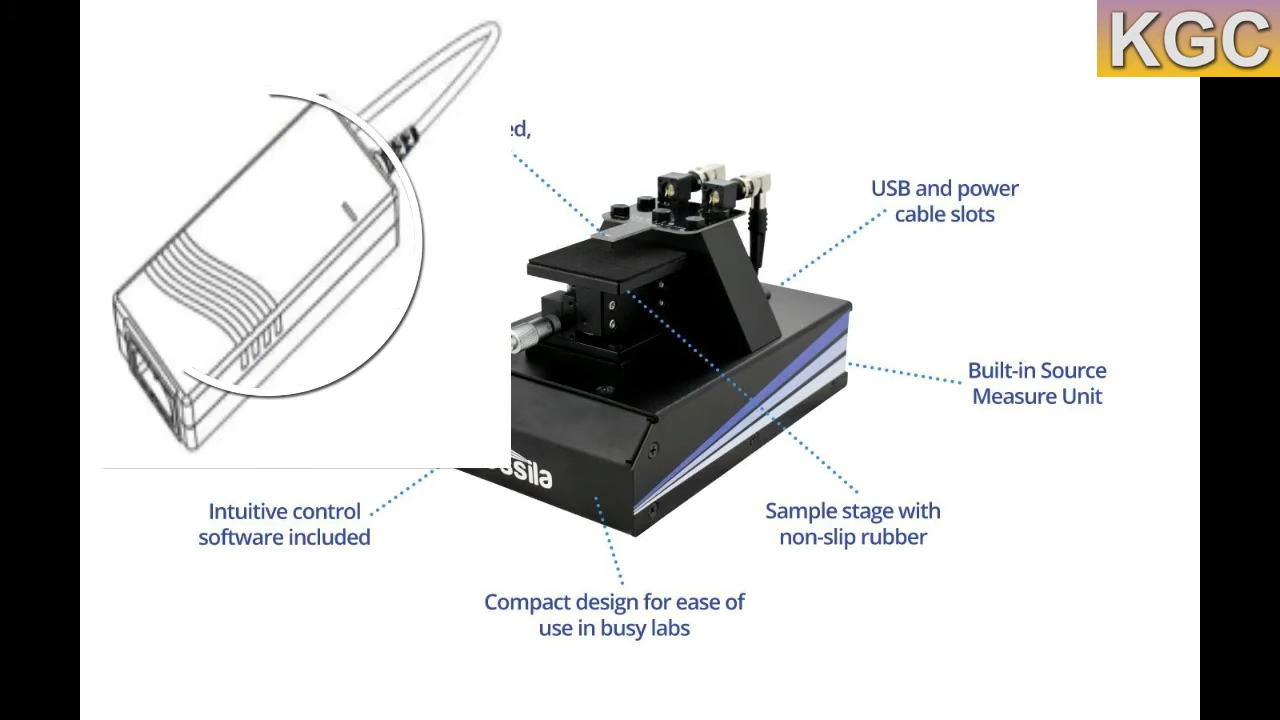 KGC
ed,
USB and power
cable slots
Built-in Source
Measure Unit
ssila
Intuitive control
software included
Sample stage with
non-slip rubber
Compact design for ease of
use in busy labs